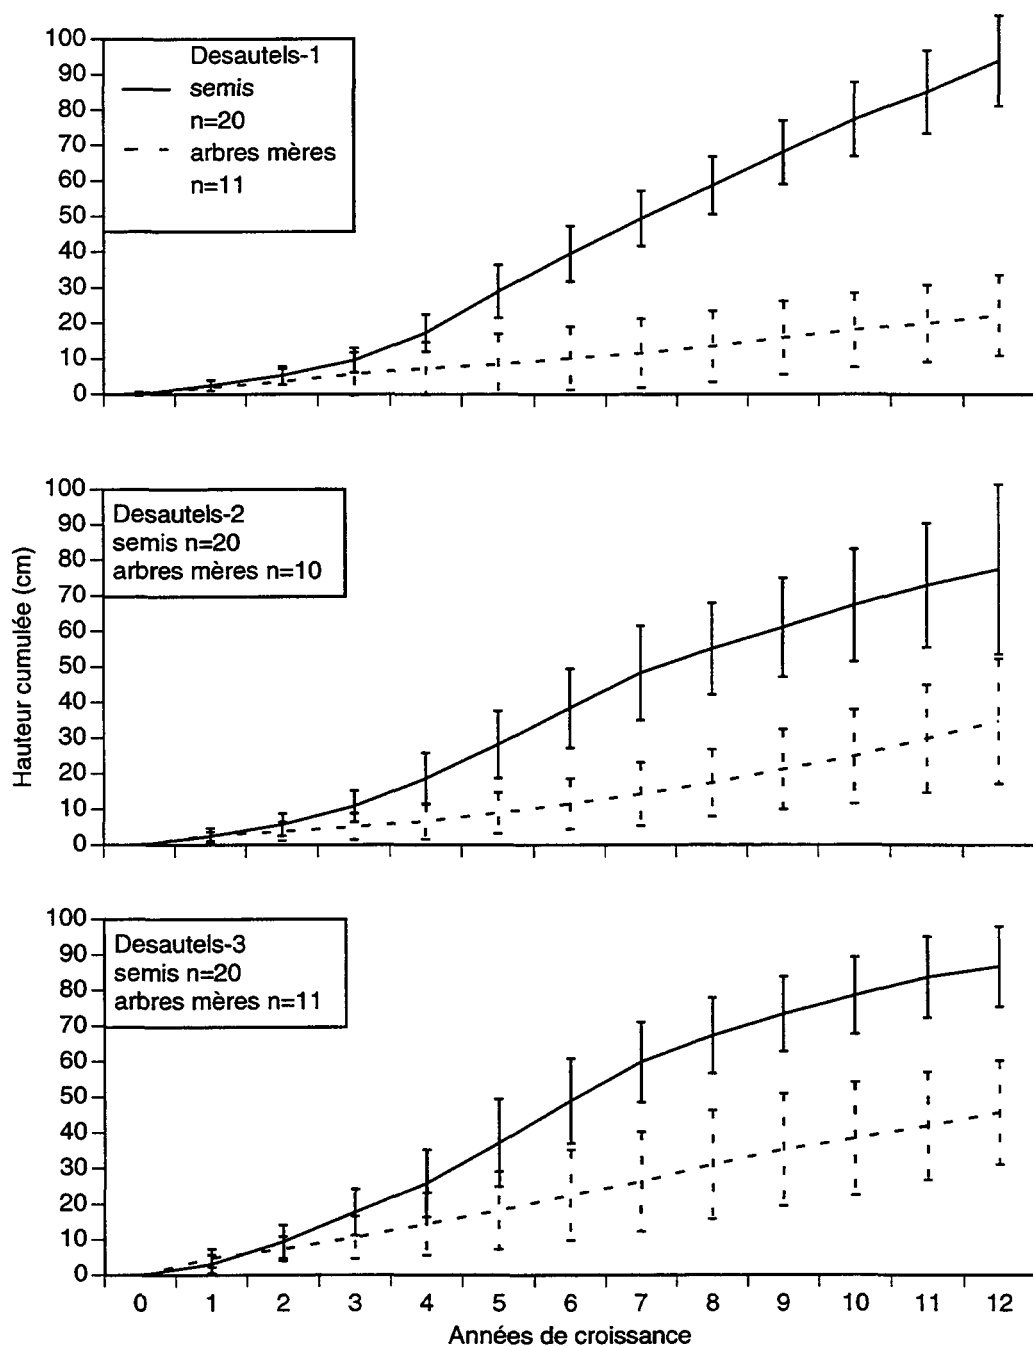 100
90
80
70
60
50
40
30
20
10
0
Desautels-1
semis
n=20
arbres mères
n=11
100
90
80
70
60
50
40
30
20
10
0
Desautels-2
semis n=20
arbres mères n=10
Hauteur cumulée (cm)
100
90
80
70
60
50
40
30
20
10
0
Desautels-3
semis n=20
arbres mères n=11
0 1 2 3 4 5 6 7 8 9 10 11 12
Années de croissance